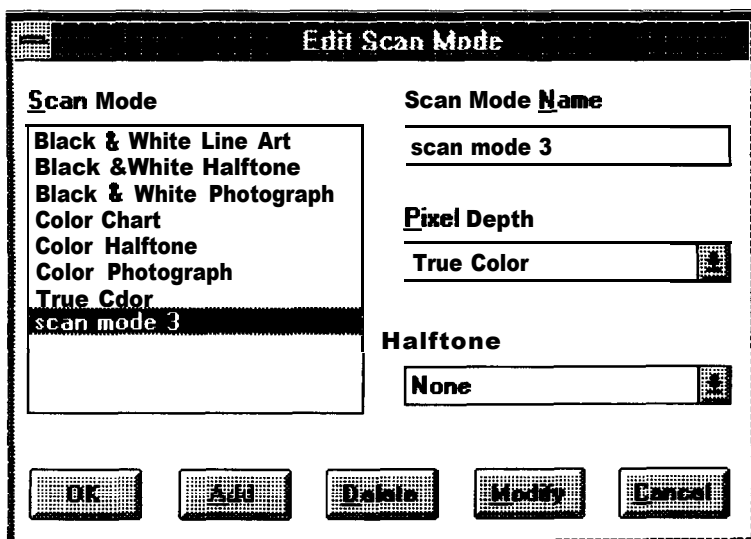 Edit Scan Mode
Scan Mode
Black & White Line Art
Black &White Halftone
Black & White Photograph
Color Chart
Color Halftone
Color Photograph
True Cdor
scan mode 3
Scan Mode Name
scan mode 3
Pixel Depth
True Color
Halftone
None
OK Add Delete Modify Cancel